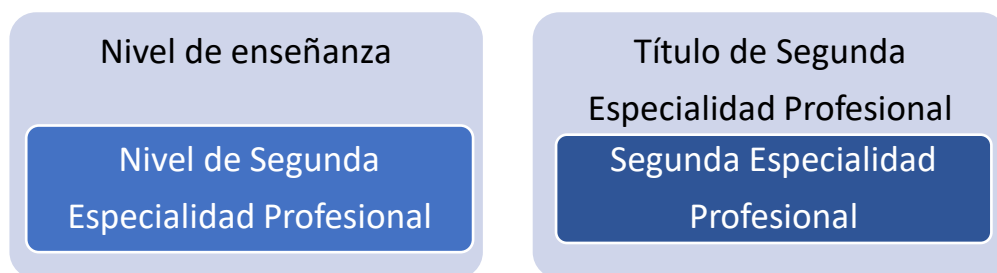 Nivel de enseñanza
Nivel de Segunda
Especialidad Profesional
Título de Segunda
Especialidad Profesional
Segunda Especialidad
Profesional